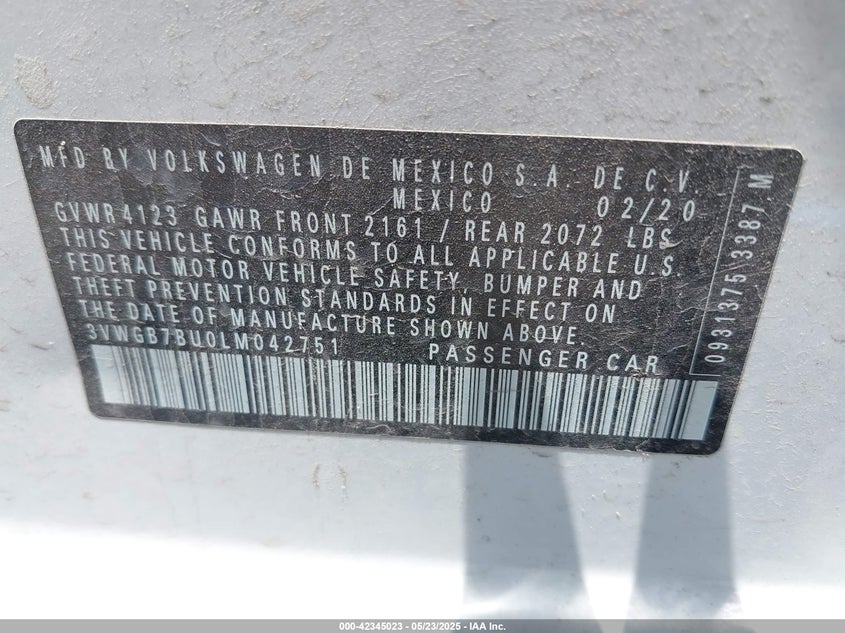 MFD BY VOLKSWAGEN DE MEXICO S.A. DE C.V.
MEXICO 02/20
GVWR 4123 GAWR FRONT 2161 / REAR 2072 LBS
THIS VEHICLE CONFORMS TO ALL APPLICABLE U.S.
FEDERAL MOTOR VEHICLE SAFETY, BUMPER AND
THEFT PREVENTION STANDARDS IN EFFECT ON
THE DATE OF MANUFACTURE SHOWN ABOVE.
3VWGB7BU0LM042751 PASSENGER CAR
0931375 3387 M
000-42345023 — 05/23/2025 — IAA Inc.